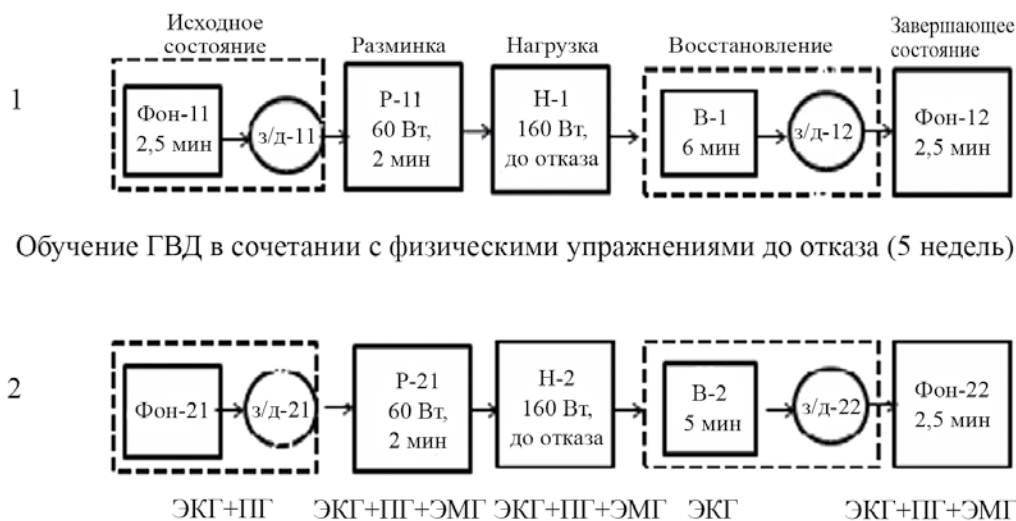 Исходное
состояние
Разминка
Нагрузка
Восстановление
Завершающее
состояние
1
Фон-11
2,5 мин
з/д-11
Р-11
60 Вт,
2 мин
Н-1
160 Вт,
до отказа
В-1
6 мин
з/д-12
Фон-12
2,5 мин
Обучение ГВД в сочетании с физическими упражнениями до отказа (5 недель)
2
Фон-21
з/д-21
Р-21
60 Вт,
2 мин
Н-2
160 Вт,
до отказа
В-2
5 мин
з/д-22
Фон-22
2,5 мин
ЭКГ+ПГ
ЭКГ+ПГ+ЭМГ
ЭКГ+ПГ+ЭМГ
ЭКГ
ЭКГ+ПГ+ЭМГ